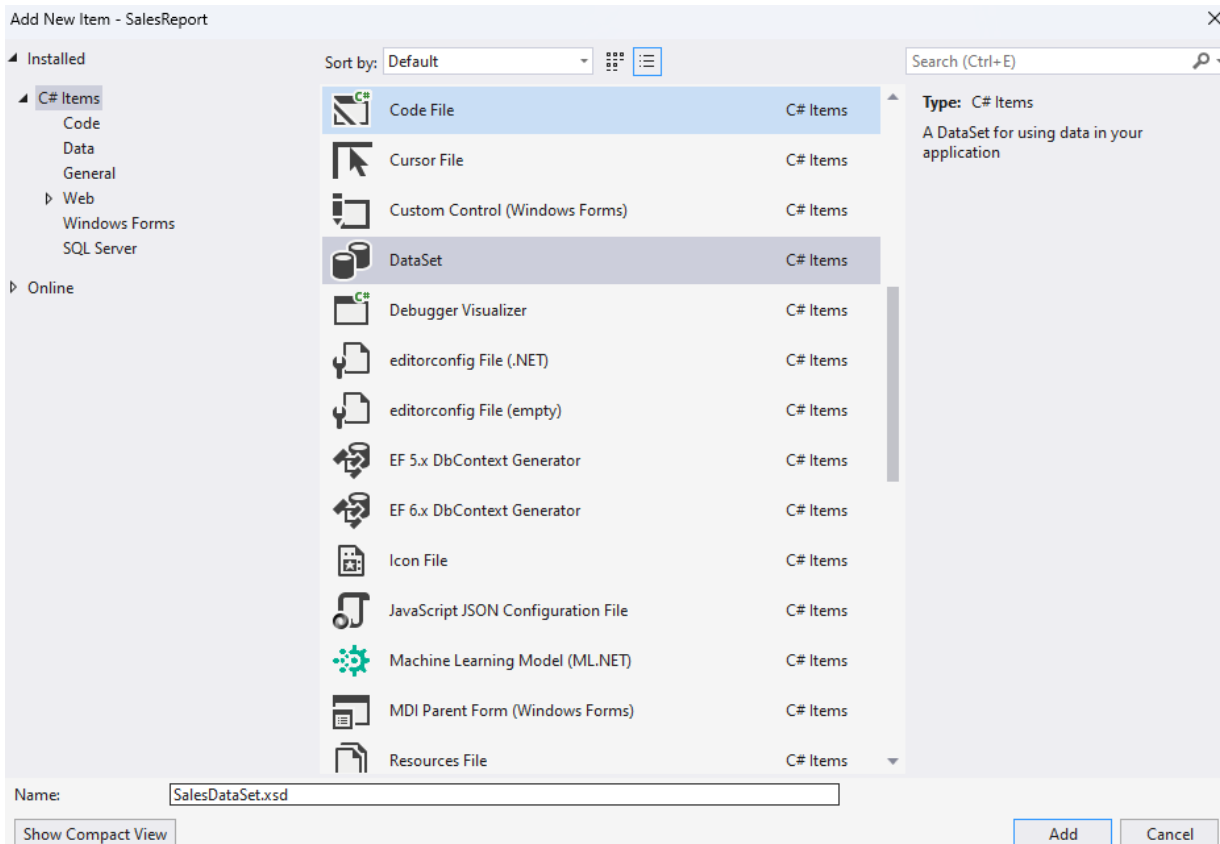 Add New Item - SalesReport
Installed
C# Items
Code
Data
General
Web
Windows Forms
SQL Server
Online
Sort by: Default
Search (Ctrl+E)
C# Code File C# Items
Cursor File C# Items
Custom Control (Windows Forms) C# Items
DataSet C# Items
C# Debugger Visualizer C# Items
editorconfig File (.NET) C# Items
editorconfig File (empty) C# Items
EF 5.x DbContext Generator C# Items
EF 6.x DbContext Generator C# Items
Icon File C# Items
JavaScript JSON Configuration File C# Items
Machine Learning Model (ML.NET) C# Items
MDI Parent Form (Windows Forms) C# Items
Resources File C# Items
Type: C# Items
A DataSet for using data in your
application
Name: SalesDataSet.xsd
Show Compact View
Add
Cancel